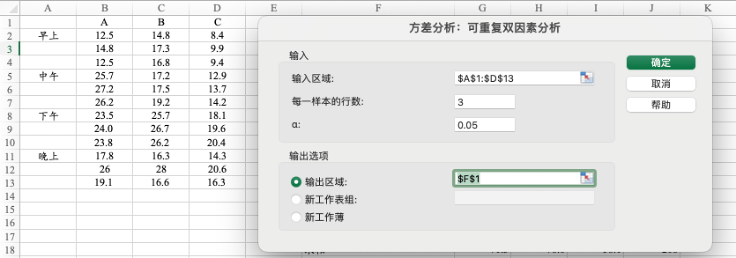 A B C D E F G H I J K
1 A B C
2 早上 12.5 14.8 8.4
3 14.8 17.3 9.9
4 12.5 16.8 9.4
5 中午 25.7 17.2 12.9
6 27.2 17.5 13.7
7 26.2 19.2 14.2
8 下午 23.5 25.7 18.1
9 24.0 26.7 19.6
10 23.8 26.2 20.4
11 晚上 17.8 16.3 14.3
12 26 28 20.6
13 19.1 16.6 16.3
14
15
16
17
18
方差分析：可重复双因素分析
输入
输入区域: $A$1:$D$13
每一样本的行数: 3
α: 0.05
输出选项
输出区域: $F$1
新工作表组:
新工作薄
确定
取消
帮助